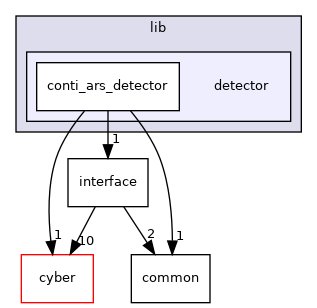 lib
conti_ars_detector
detector
1
interface
1
10
2
1
cyber
common